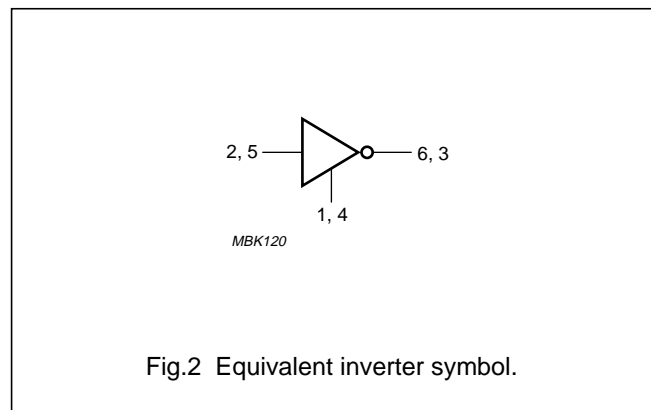 2, 5
6, 3
1, 4
MBK120
Fig.2 Equivalent inverter symbol.